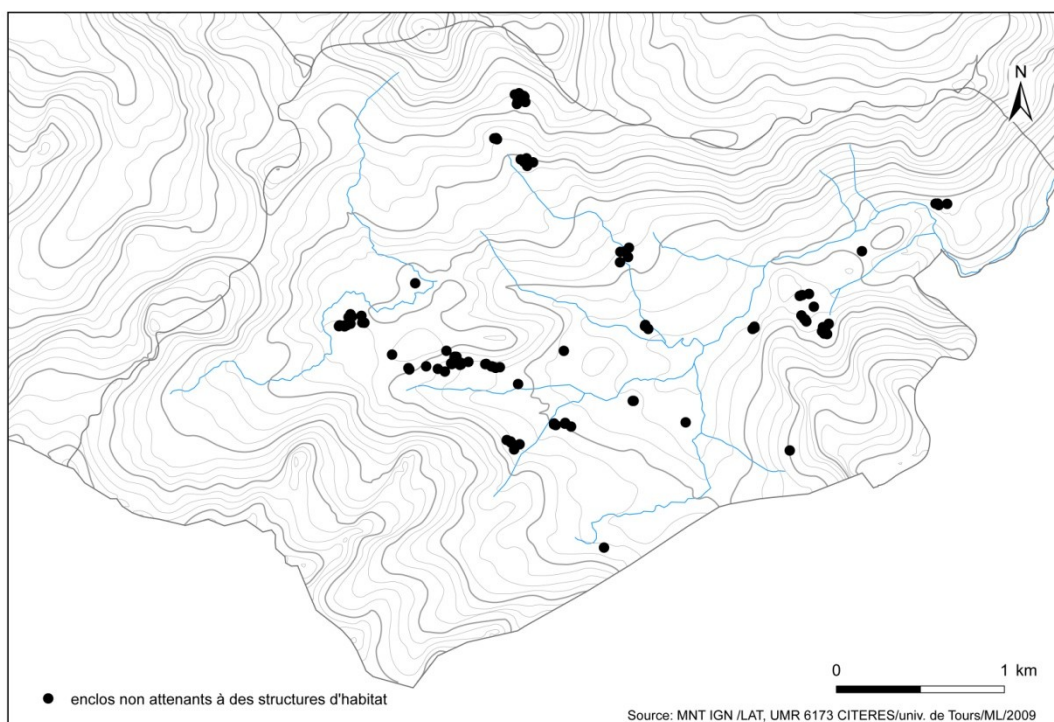 N
0 1 km
enclos non attenants à des structures d'habitat
Source: MNT IGN /LAT, UMR 6173 CITERES/univ. de Tours/ML/2009